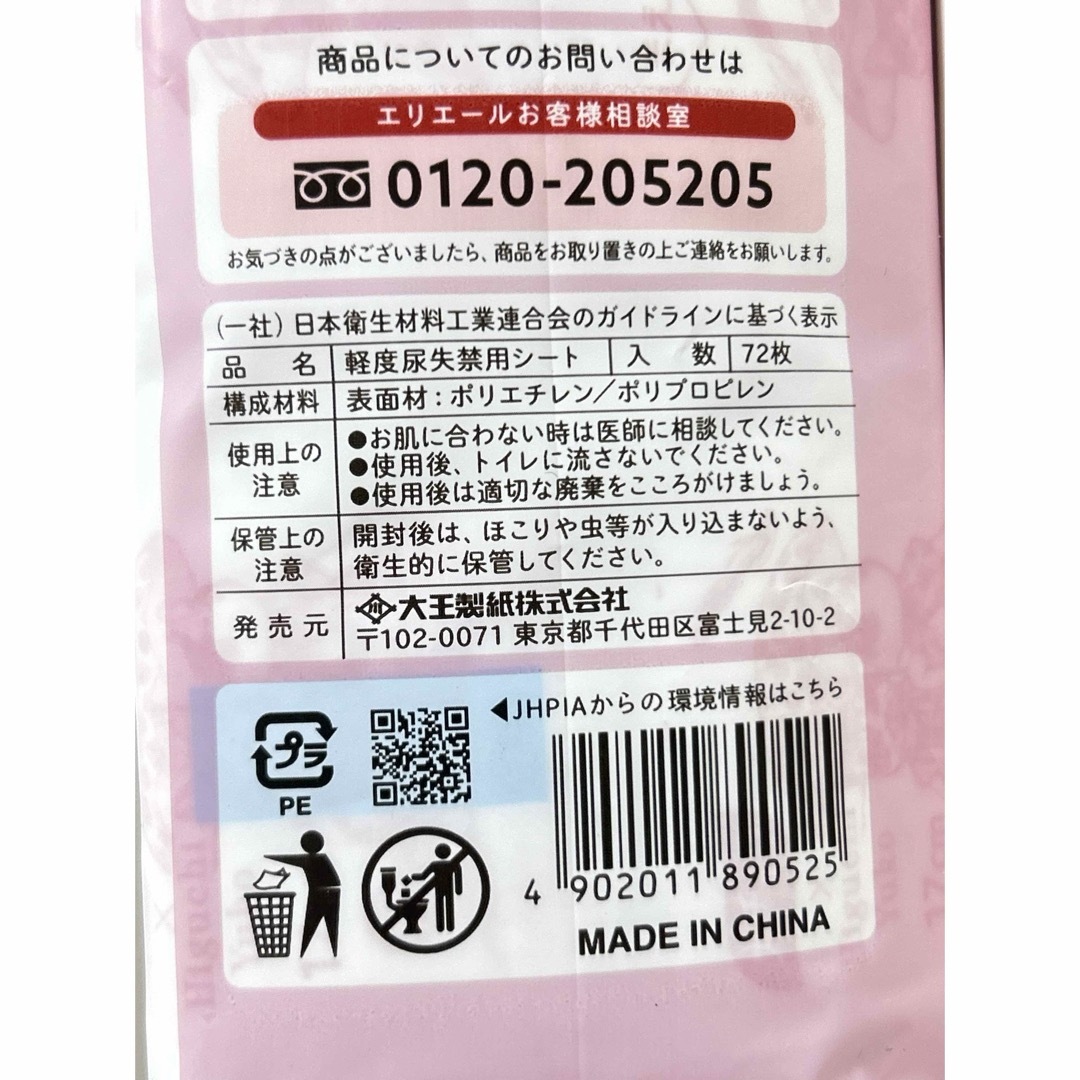 商品についてのお問い合わせは
エリエールお客様相談室
0120-205205
お気づきの点がございましたら、商品をお取り置きの上ご連絡をお願いします。
(一社)日本衛生材料工業連合会のガイドラインに基づく表示
品 名 軽度尿失禁用シート 入 数 72枚
構成材料 表面材:ポリエチレン/ポリプロピレン
使用上の注意
●お肌に合わない時は医師に相談してください。
●使用後、トイレに流さないでください。
●使用後は適切な廃棄をこころがけましょう。
保管上の注意
開封後は、ほこりや虫等が入り込まないよう、
衛生的に保管してください。
発売元
大王製紙株式会社
〒102-0071 東京都千代田区富士見2-10-2
◀JHPIAからの環境情報はこちら
プラ
PE
4 902011 890525
MADE IN CHINA